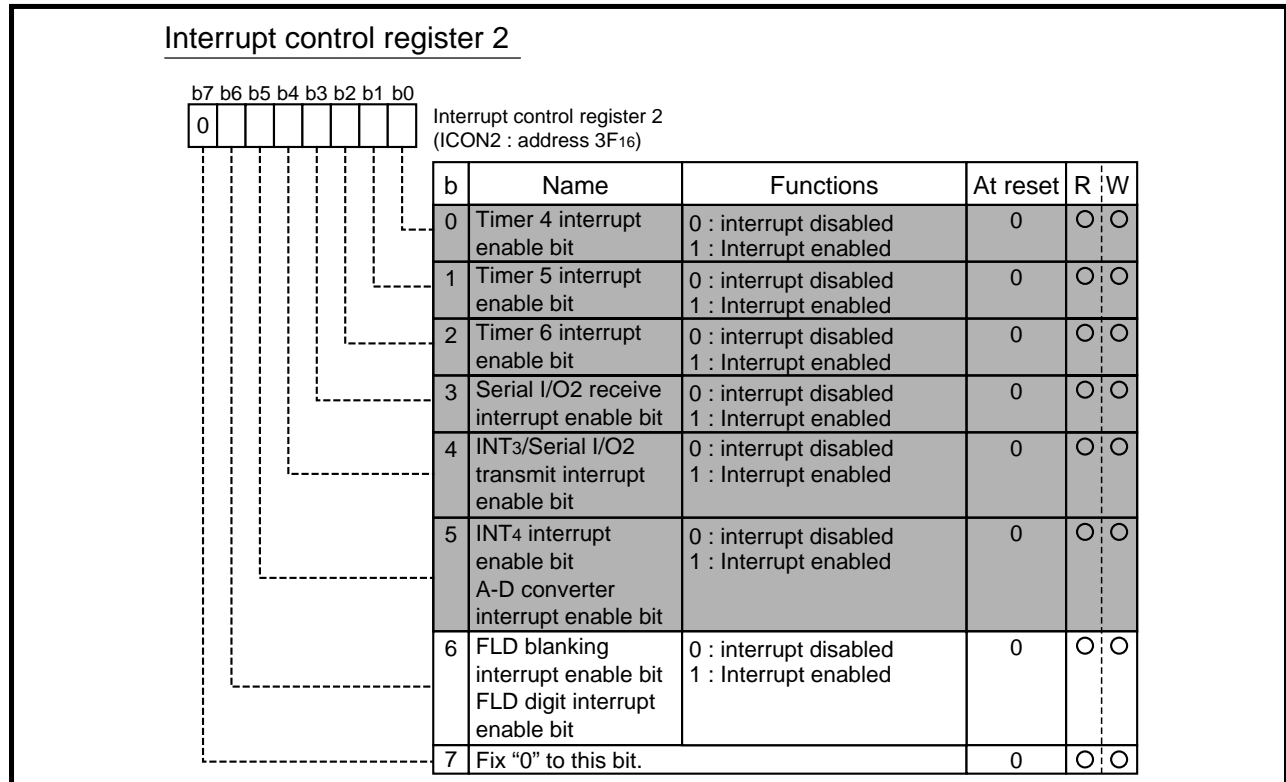 Interrupt control register 2
b7 b6 b5 b4 b3 b2 b1 b0
0
Interrupt control register 2
(ICON2 : address 3F16)
b Name Functions At reset R W
0 Timer 4 interrupt enable bit 0 : interrupt disabled 1 : Interrupt enabled 0 O O
1 Timer 5 interrupt enable bit 0 : interrupt disabled 1 : Interrupt enabled 0 O O
2 Timer 6 interrupt enable bit 0 : interrupt disabled 1 : Interrupt enabled 0 O O
3 Serial I/O2 receive interrupt enable bit 0 : interrupt disabled 1 : Interrupt enabled 0 O O
4 INT3/Serial I/O2 transmit interrupt enable bit 0 : interrupt disabled 1 : Interrupt enabled 0 O O
5 INT4 interrupt enable bit A-D converter interrupt enable bit 0 : interrupt disabled 1 : Interrupt enabled 0 O O
6 FLD blanking interrupt enable bit FLD digit interrupt enable bit 0 : interrupt disabled 1 : Interrupt enabled 0 O O
7 Fix “0” to this bit. 0 O O